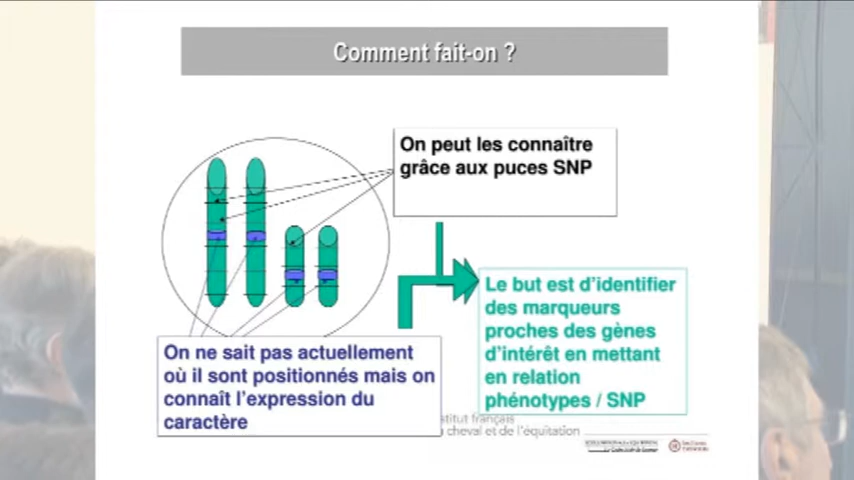 Comment fait-on ?
On peut les connaître
grâce aux puces SNP
Le but est d'identifier
des marqueurs
proches des gènes
d'intérêt en mettant
en relation
phénotypes / SNP
On ne sait pas actuellement
où il sont positionnés mais on
connaît l'expression du
caractère
stitut français
cheval et de l'équitation